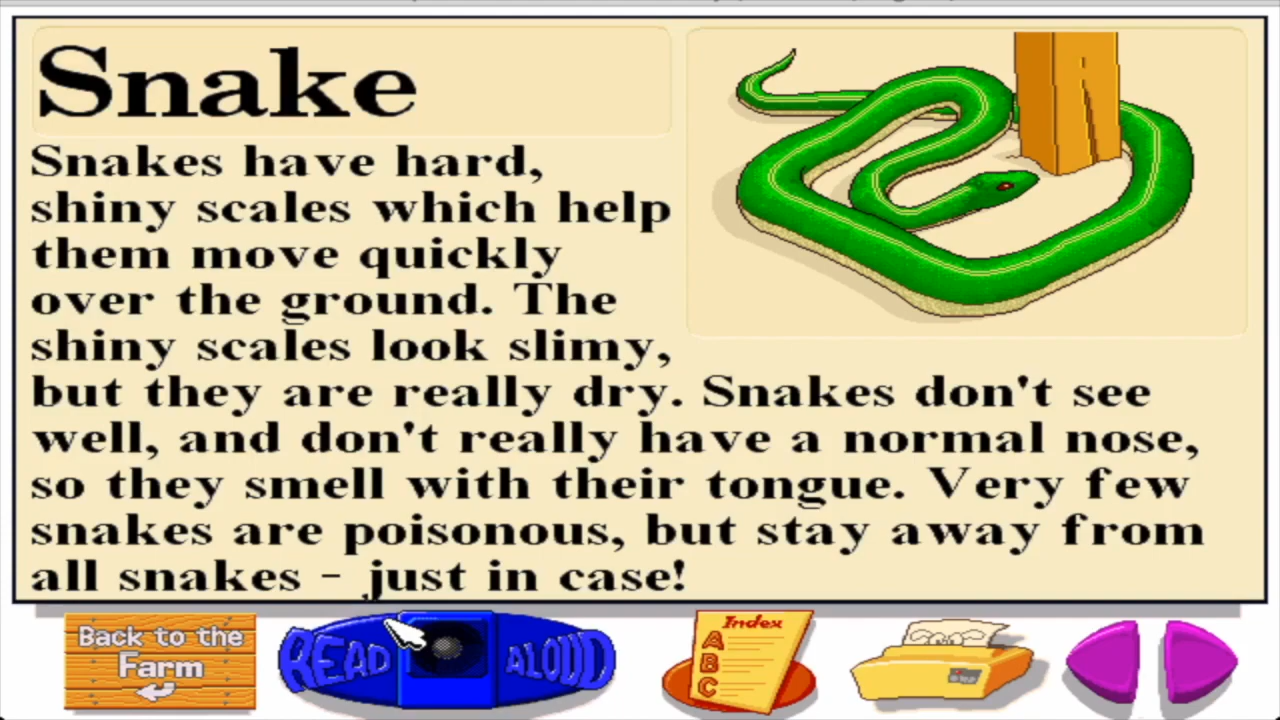 Snake
Snakes have hard,
shiny scales which help
them move quickly
over the ground. The
shiny scales look slimy,
but they are really dry. Snakes don't see
well, and don't really have a normal nose,
so they smell with their tongue. Very few
snakes are poisonous, but stay away from
all snakes - just in case!
Back to the
Farm
READ ALOUD
Index
A
B
C